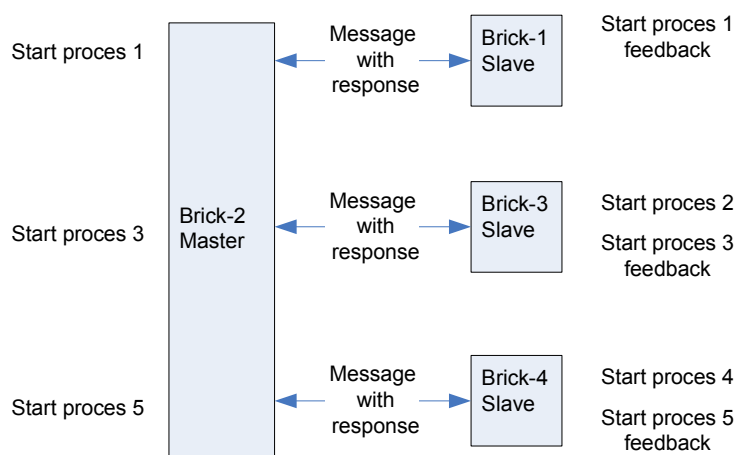 Start proces 1
Message
with
response
Brick-1
Slave
Start proces 1
feedback
Start proces 3
Brick-2
Master
Message
with
response
Brick-3
Slave
Start proces 2
Start proces 3
feedback
Start proces 5
Message
with
response
Brick-4
Slave
Start proces 4
Start proces 5
feedback